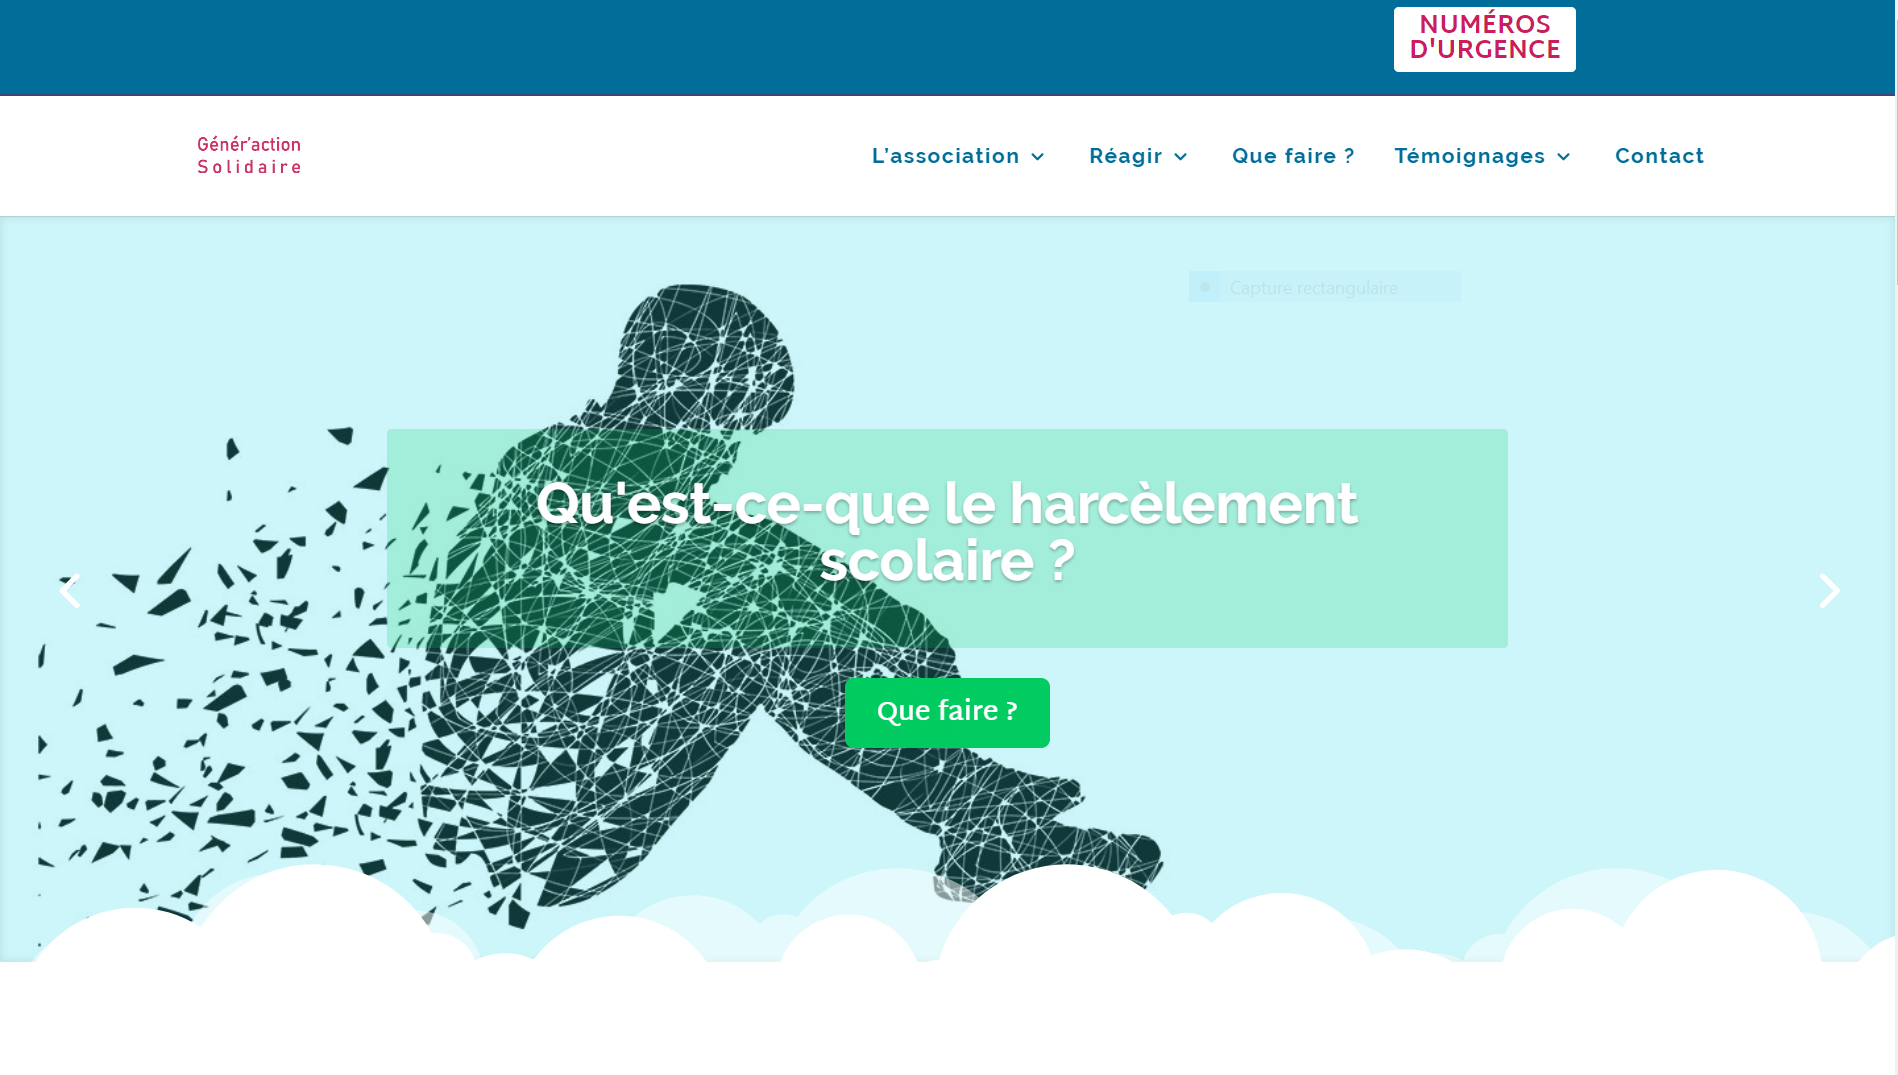 NUMÉROS
D'URGENCE
Génér’action
Solidaire
L’association
Réagir
Que faire ?
Témoignages
Contact
Capture rectangulaire
Qu'est-ce-que le harcèlement
scolaire ?
Que faire ?